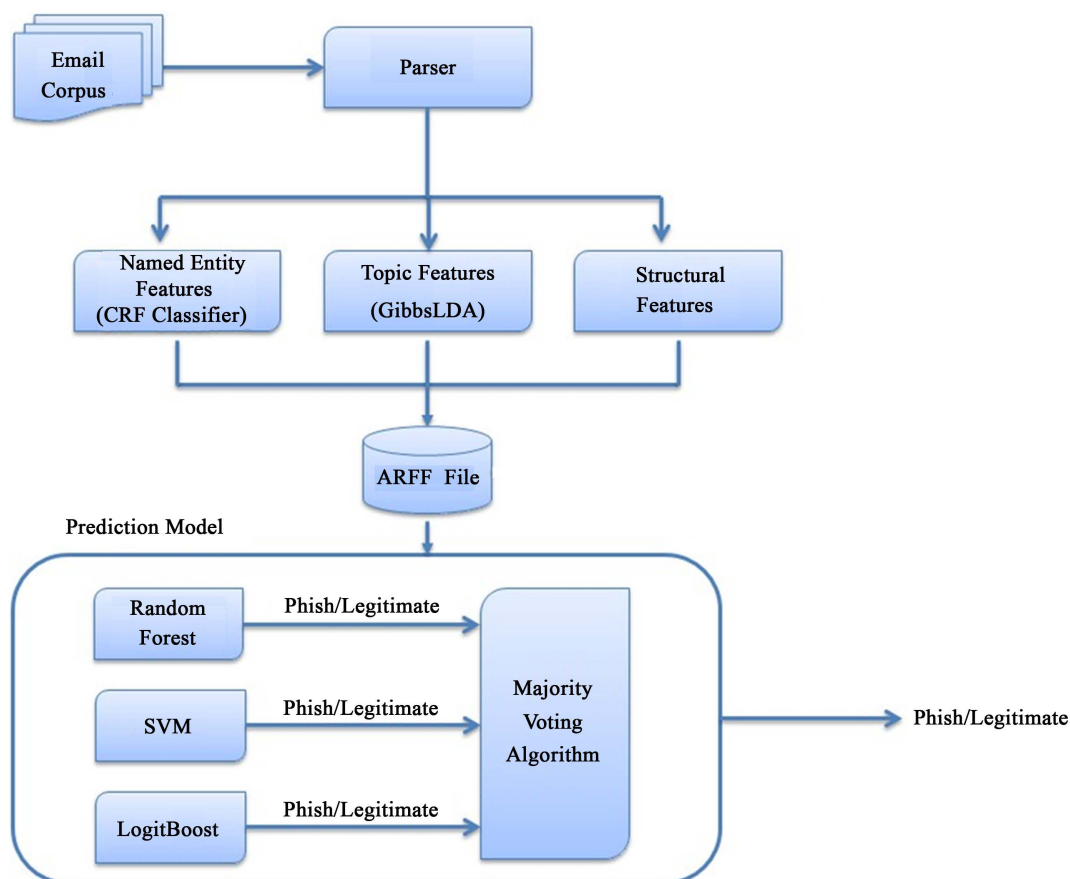 Email
Corpus
Parser
Named Entity
Features
(CRF Classifier)
Topic Features
(GibbsLDA)
Structural
Features
ARFF File
Prediction Model
Random
Forest
Phish/Legitimate
SVM
Phish/Legitimate
LogitBoost
Phish/Legitimate
Majority
Voting
Algorithm
Phish/Legitimate